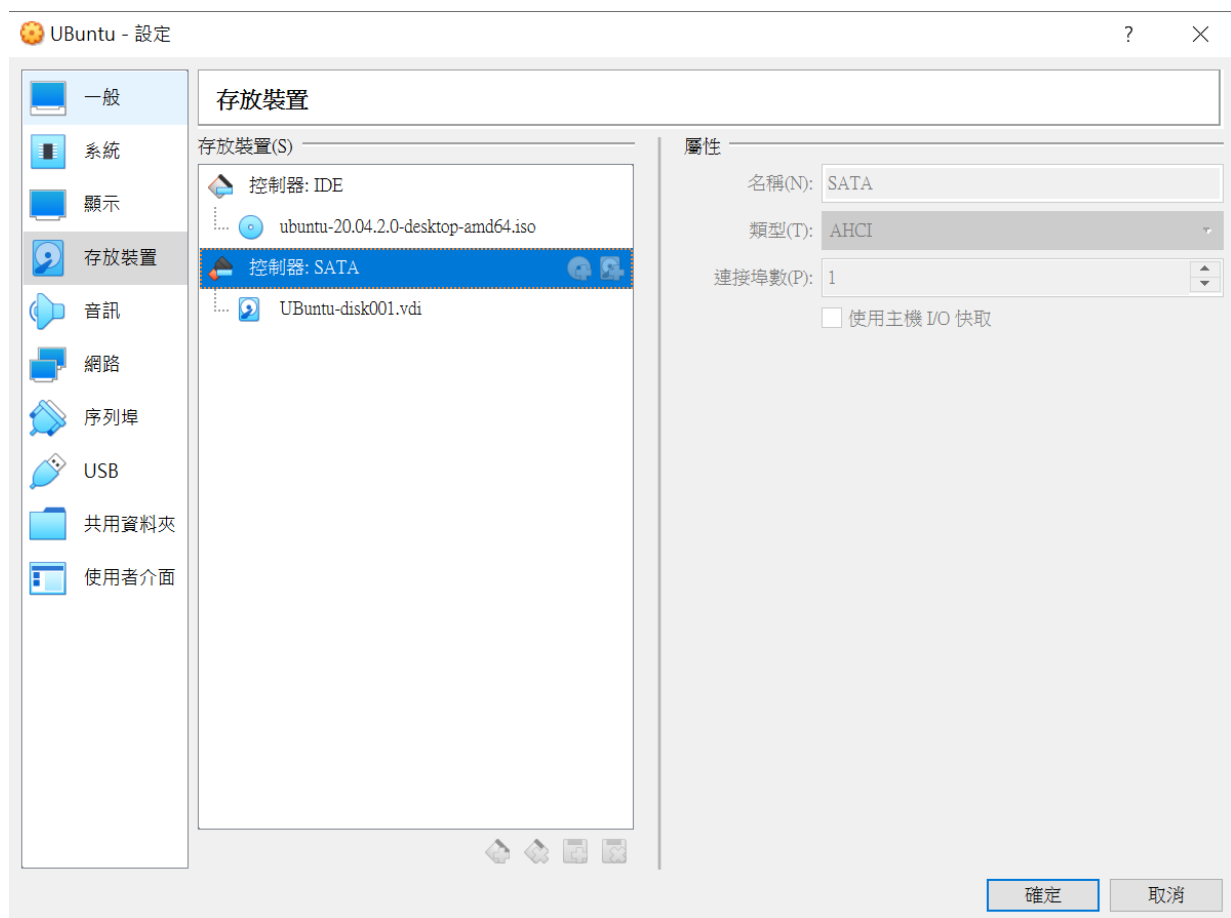 UBuntu - 設定
?
一般
系統
顯示
存放裝置
音訊
網路
序列埠
USB
共用資料夾
使用者介面
存放裝置
存放裝置(S)
控制器: IDE
ubuntu-20.04.2.0-desktop-amd64.iso
控制器: SATA
UBuntu-disk001.vdi
屬性
名稱(N): SATA
類型(T): AHCI
連接埠數(P): 1
使用主機 I/O 快取
確定
取消